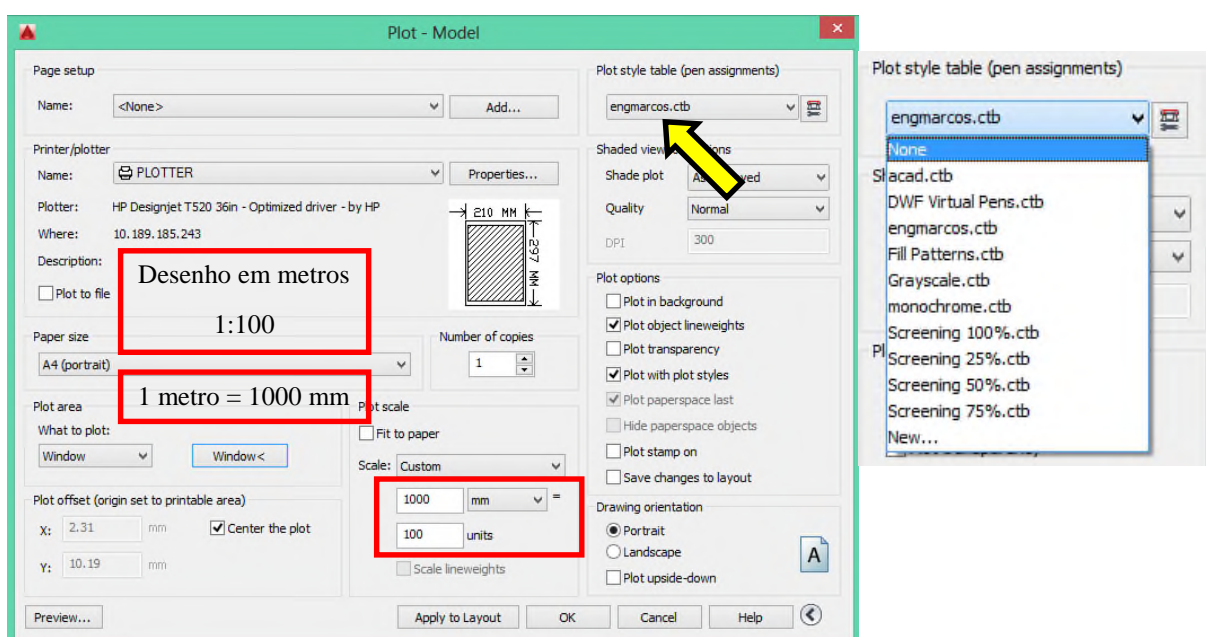 Plot - Model
Page setup
Name: <None> Add...
Printer/plotter
Name: PLOTTER Properties...
Plotter: HP Designjet T520 36in - Optimized driver - by HP
Where: 10.189.185.243
Description:
Plot to file
210 MM
297 MM
Desenho em metros
1:100
Paper size
A4 (portrait)
Number of copies
1
1 metro = 1000 mm
Plot area
What to plot:
Window Window<
Plot scale
Fit to paper
Scale: Custom
1000 mm =
100 units
Scale lineweights
Plot offset (origin set to printable area)
X: 2.31 mm Center the plot
Y: 10.19 mm
Plot style table (pen assignments)
engmarcos.ctb
Shaded
Shade plot
Quality Normal
DPI 300
Plot options
Plot in background
Plot object lineweights
Plot transparency
Plot with plot styles
Plot paperspace last
Hide paperspace objects
Plot stamp on
Save changes to layout
Drawing orientation
Portrait
Landscape
Plot upside-down
A
Preview... Apply to Layout OK Cancel Help
Plot style table (pen assignments)
engmarcos.ctb
None
acad.ctb
DWF Virtual Pens.ctb
engmarcos.ctb
Fill Patterns.ctb
Grayscale.ctb
monochrome.ctb
Screening 100%.ctb
Screening 25%.ctb
Screening 50%.ctb
Screening 75%.ctb
New...